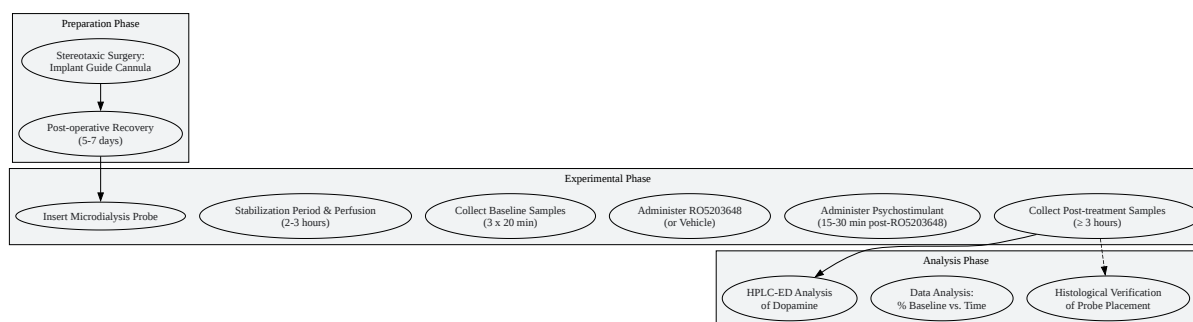 Preparation Phase
Stereotaxic Surgery:
Implant Guide Cannula
Post-operative Recovery
(5-7 days)
Experimental Phase
Insert Microdialysis Probe
Stabilization Period & Perfusion
(2-3 hours)
Collect Baseline Samples
(3 x 20 min)
Administer RO5203648
(or Vehicle)
Administer Psychostimulant
(15-30 min post-RO5203648)
Collect Post-treatment Samples
(≥ 3 hours)
Analysis Phase
HPLC-ED Analysis
of Dopamine
Data Analysis:
% Baseline vs. Time
Histological Verification
of Probe Placement